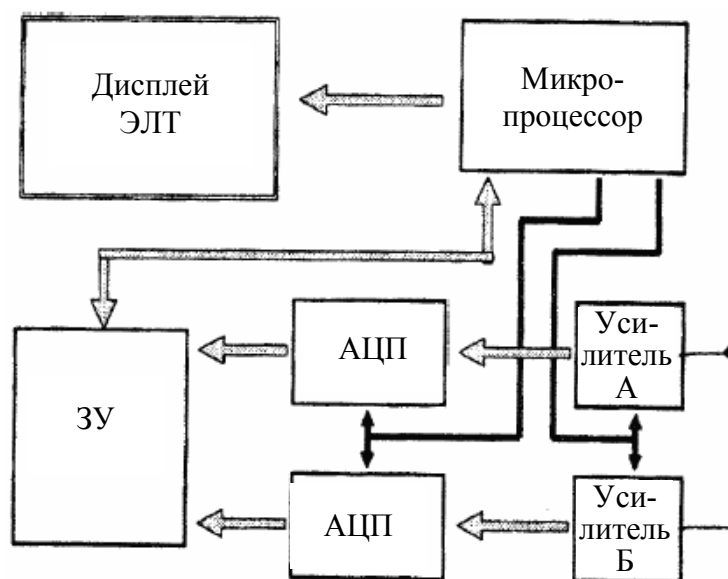 Дисплей
ЭЛТ
Микро-
процессор
ЗУ
АЦП
Уси-
литель
А
АЦП
Уси-
литель
Б